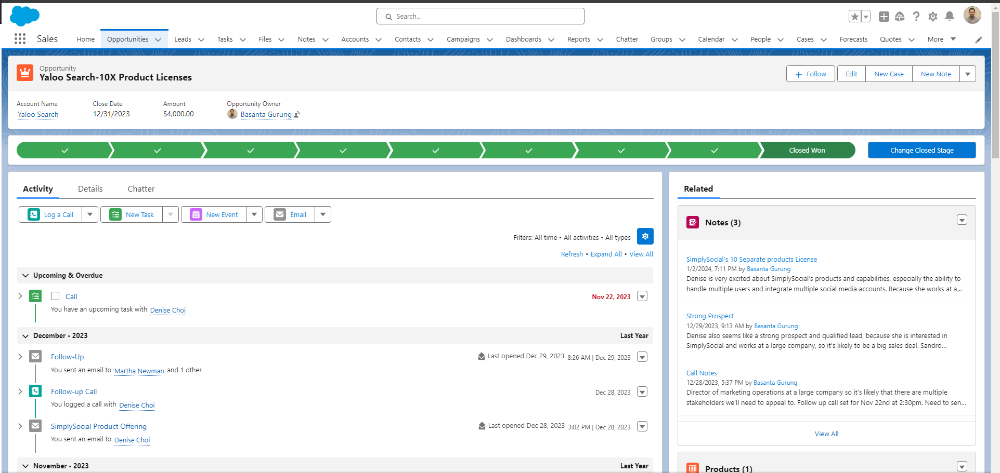 Search...
Sales
Home
Opportunities
Leads
Tasks
Files
Notes
Accounts
Contacts
Campaigns
Dashboards
Reports
Chatter
Groups
Calendar
People
Cases
Forecasts
Quotes
More
Opportunity
Yaloo Search-10X Product Licenses
Follow
Edit
New Case
New Note
Account Name
Yaloo Search
Close Date
12/31/2023
Amount
$4,000.00
Opportunity Owner
Basanta Gurung
Closed Won
Change Closed Stage
Activity
Details
Chatter
Log a Call
New Task
New Event
Email
Filters: All time • All activities • All types
Refresh • Expand All • View All
Upcoming & Overdue
Call
Nov 22, 2023
You have an upcoming task with Denise Choi
December • 2023
Last Year
Follow-Up
Last opened Dec 29, 2023
8:26 AM | Dec 29, 2023
You sent an email to Martha Newman and 1 other
Follow-up Call
Dec 28, 2023
You logged a call with Denise Choi
SimplySocial Product Offering
Last opened Dec 28, 2023
3:02 PM | Dec 28, 2023
You sent an email to Denise Choi
November • 2023
Last Year
Related
Notes (3)
SimplySocial's 10 Separate products License
1/2/2024, 7:11 PM by Basanta Gurung
Denise is very excited about SimplySocial's products and capabilities, especially the ability to
handle multiple users and integrate multiple social media accounts. Because she works at a...
Strong Prospect
12/29/2023, 9:13 AM by Basanta Gurung
Denise also seems like a strong prospect and qualified lead, because she is interested in
SimplySocial and works at a large company, so it's likely to be a big sales deal. Sandro...
Call Notes
12/28/2023, 5:37 PM by Basanta Gurung
Director of marketing operations at a large company so it's likely that there are multiple
stakeholders we'll need to appeal to. Follow up call set for Nov 22nd at 2:30pm. Need to sen...
View All
Products (1)